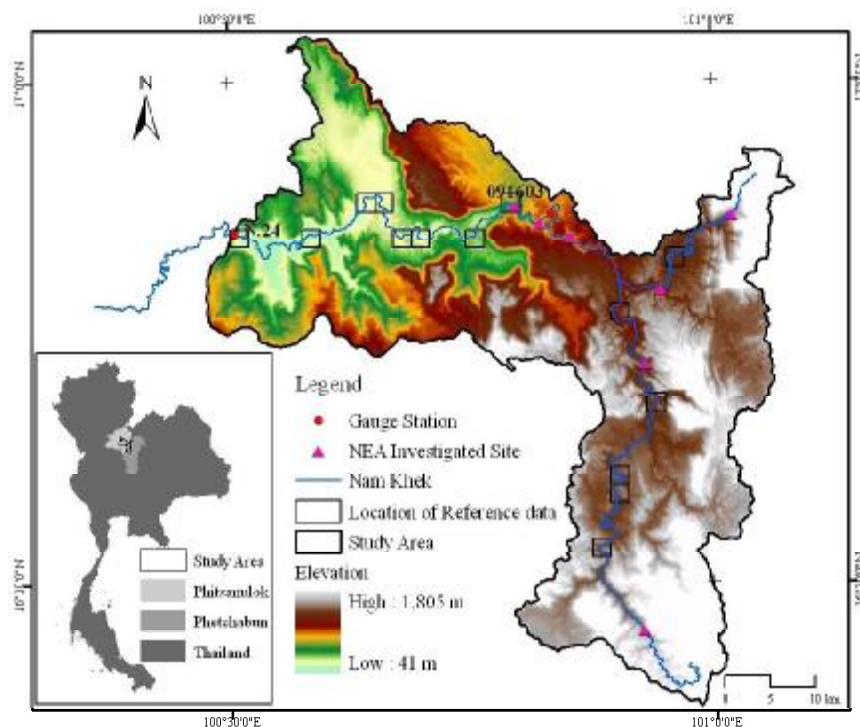 100°30'0"E
101°0'0"E
17°0'0"N
N
091603
N.24
Legend
Gauge Station
NEA Investigated Site
Nam Khek
Location of Reference data
Study Area
Elevation
High : 1,805 m
Low : 41 m
Study Area
Phitsanulok
Phetchabun
Thailand
0 5 10 km
100°30'0"E
101°0'0"E